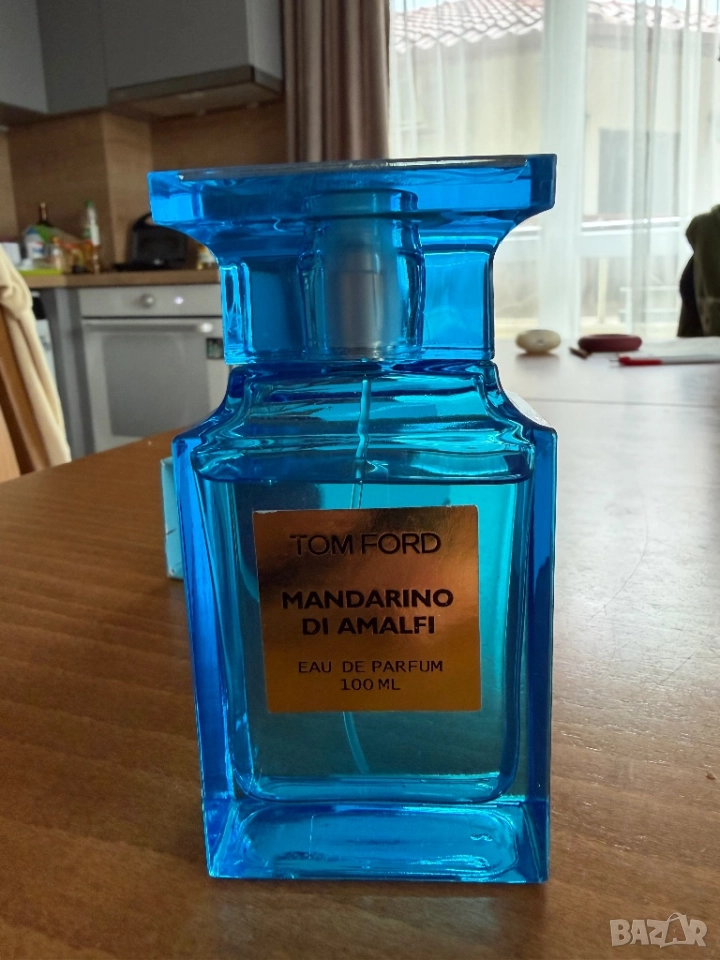 TOM FORD
MANDARINO
DI AMALFI
EAU DE PARFUM
100 ML
BAZAR